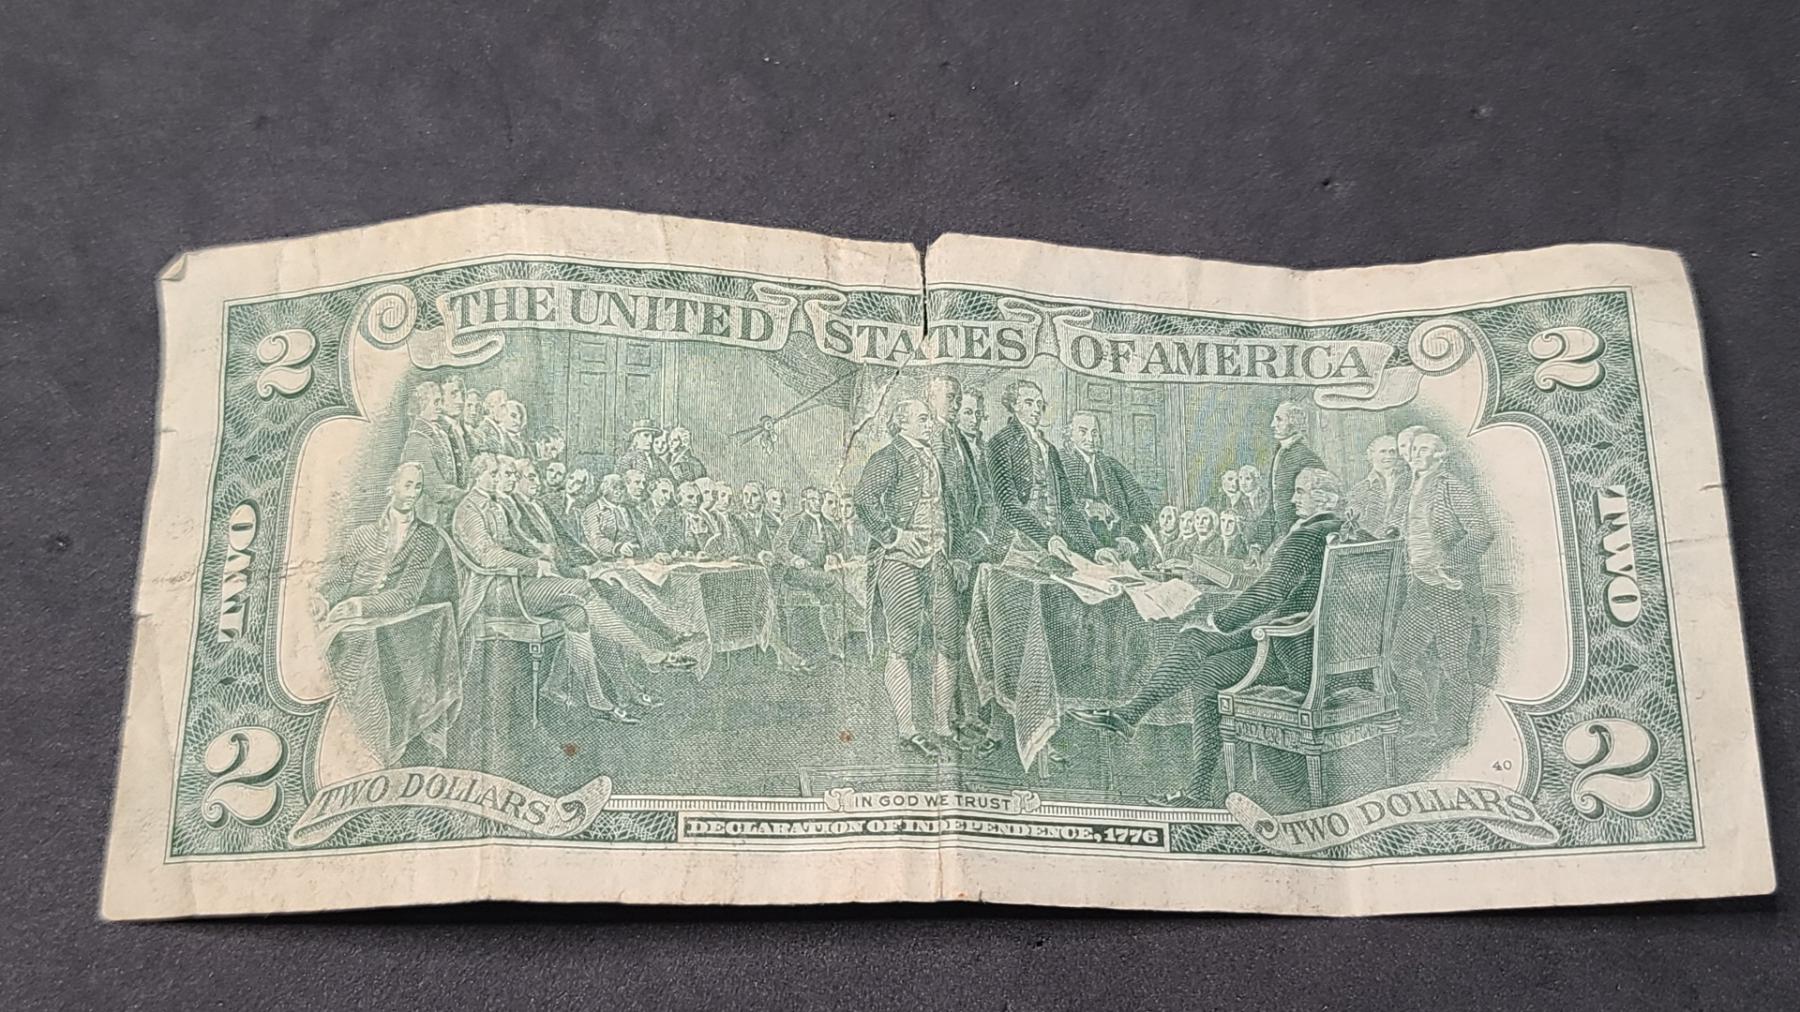 THE UNITED STATES OF AMERICA
2 2
TWO TWO
2 2
40
TWO DOLLARS TWO DOLLARS
IN GOD WE TRUST
DECLARATION OF INDEPENDENCE, 1776